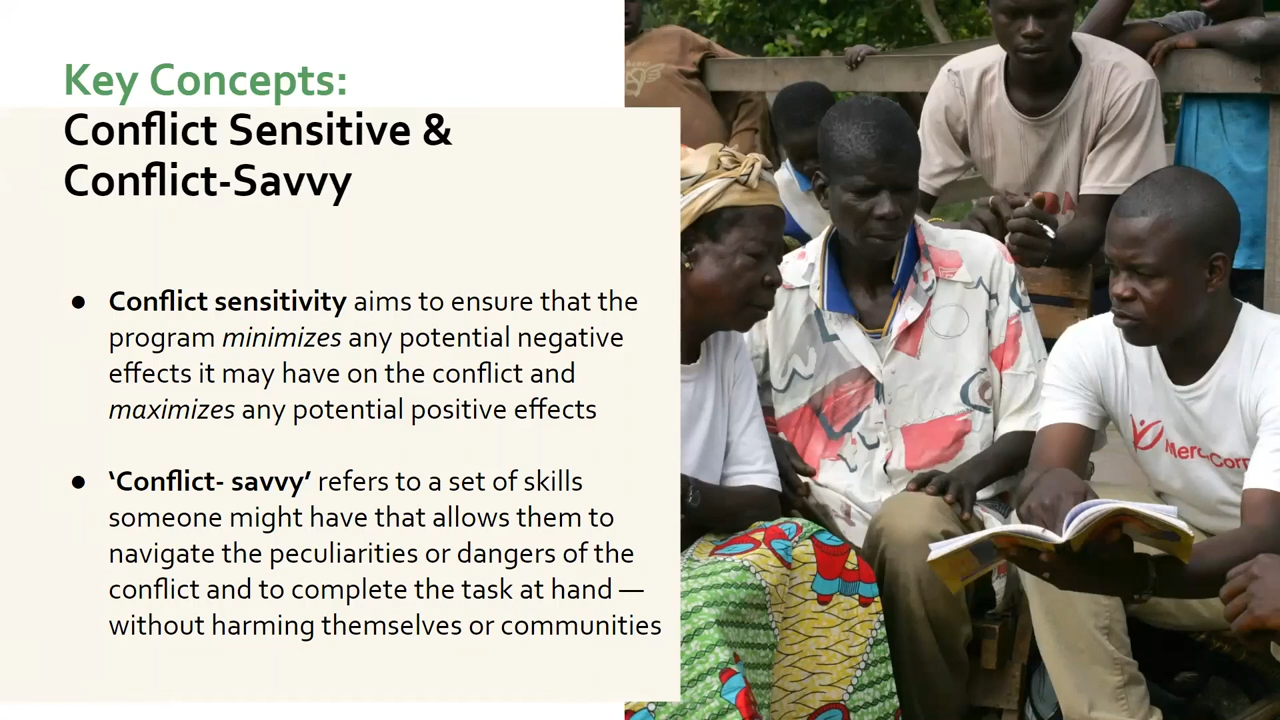 Key Concepts:
Conflict Sensitive &
Conflict-Savvy
● Conflict sensitivity aims to ensure that the
program minimizes any potential negative
effects it may have on the conflict and
maximizes any potential positive effects
● ‘Conflict- savvy’ refers to a set of skills
someone might have that allows them to
navigate the peculiarities or dangers of the
conflict and to complete the task at hand —
without harming themselves or communities
MercyCorp